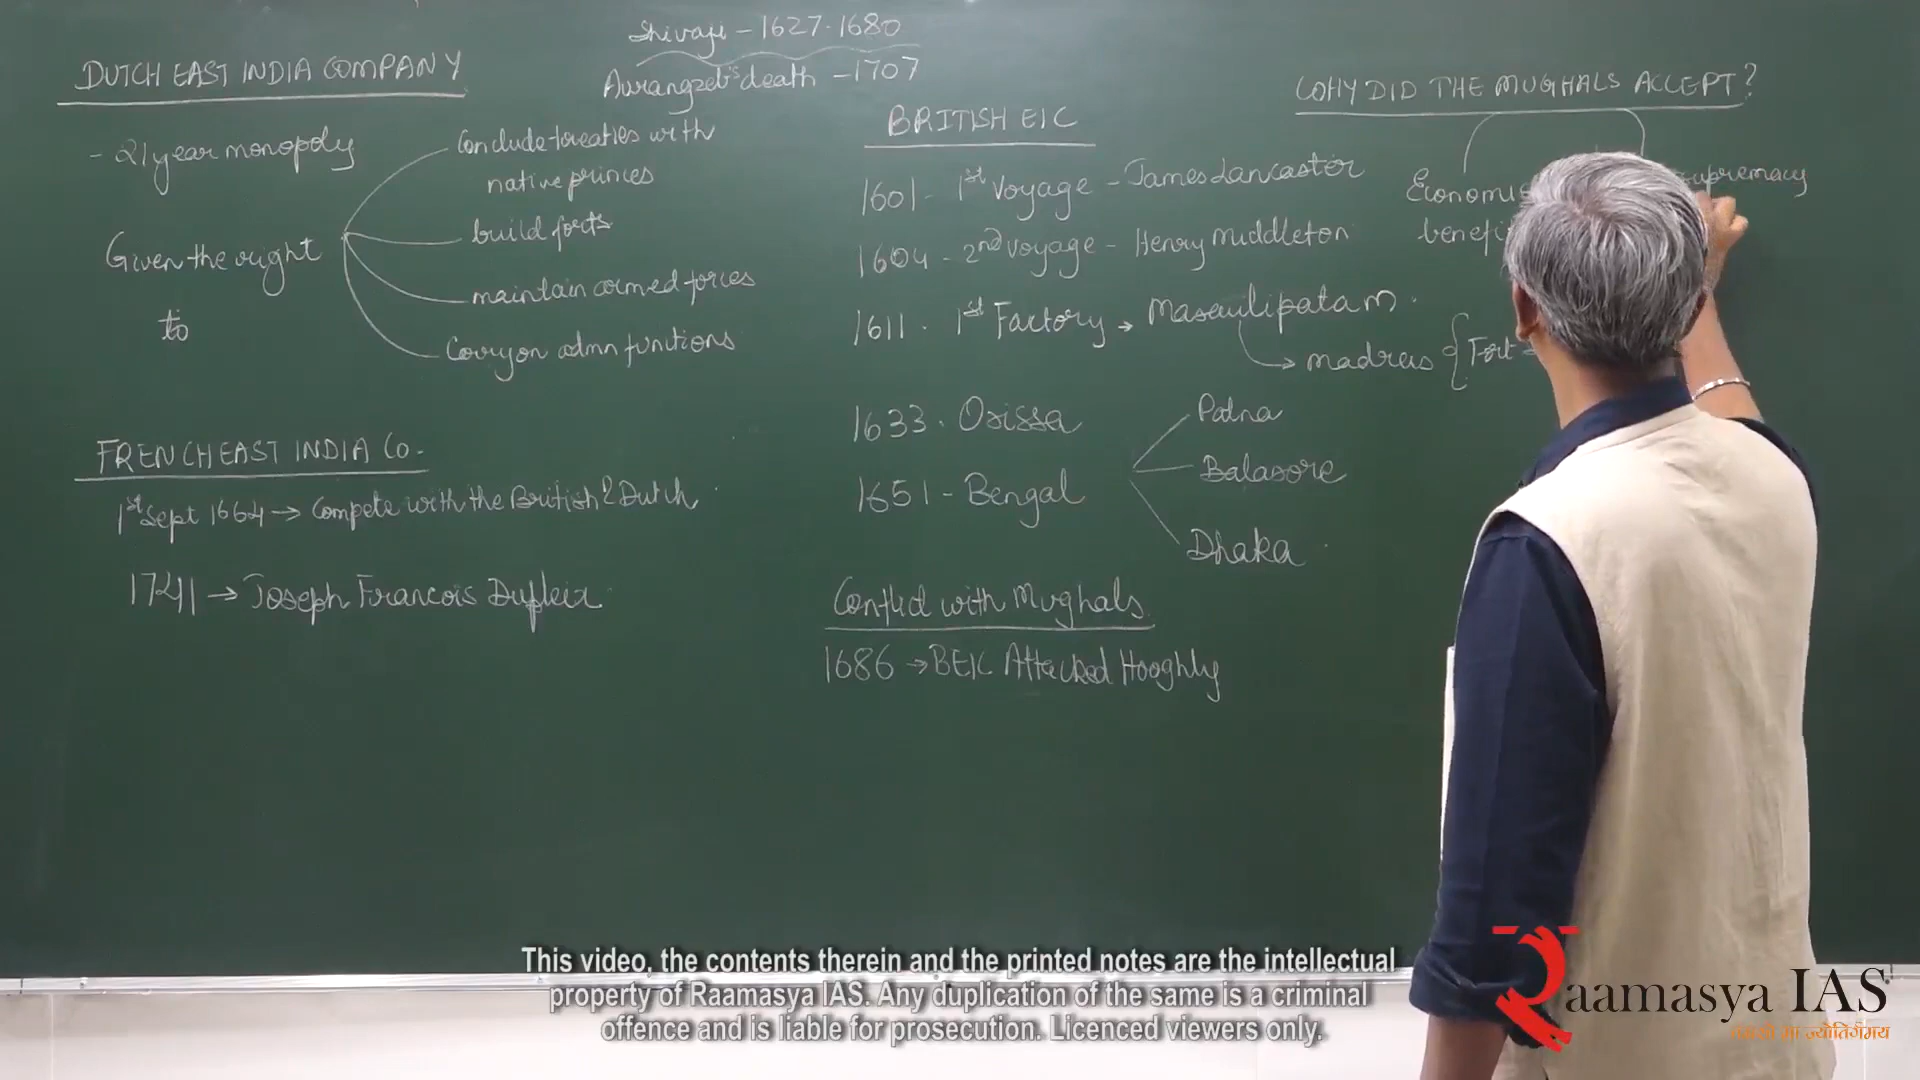 Shivaji - 1627-1680
Aurangzeb's death - 1707
DUTCH EAST INDIA COMPANY
- 21 year monopoly
Given the right
to
Conclude treaties with
native princes
build forts
maintain armed forces
Carry on admn functions
FRENCH EAST INDIA Co.
1st Sept 1664 → Compete with the British & Dutch
1741 → Joseph Francois Dupleix
BRITISH EIC
1601 - 1st Voyage - James Lancaster
1604 - 2nd voyage - Henry Middleton
1611 . 1st Factory → Masaulipatam .
→ madras { Fort
1633 . Orissa
1651 - Bengal
Patna
Balasore
Dhaka
Conflict with Mughals
1686 → BEIC Attacked Hooghly
WHY DID THE MUGHALS ACCEPT?
Economic
benefi
supremacy
This video, the contents therein and the printed notes are the intellectual
property of Raamasya IAS. Any duplication of the same is a criminal
offence and is liable for prosecution. Licenced viewers only.
Raamasya IAS